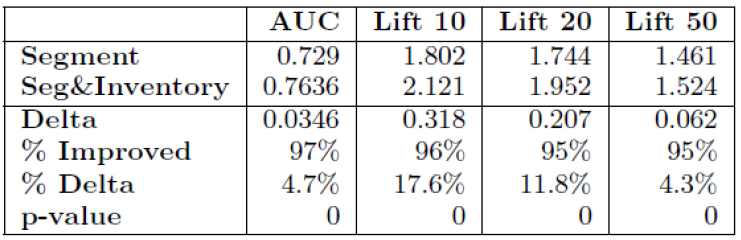 AUC Lift 10 Lift 20 Lift 50
Segment 0.729 1.802 1.744 1.461
Seg&Inventory 0.7636 2.121 1.952 1.524
Delta 0.0346 0.318 0.207 0.062
% Improved 97% 96% 95% 95%
% Delta 4.7% 17.6% 11.8% 4.3%
p-value 0 0 0 0